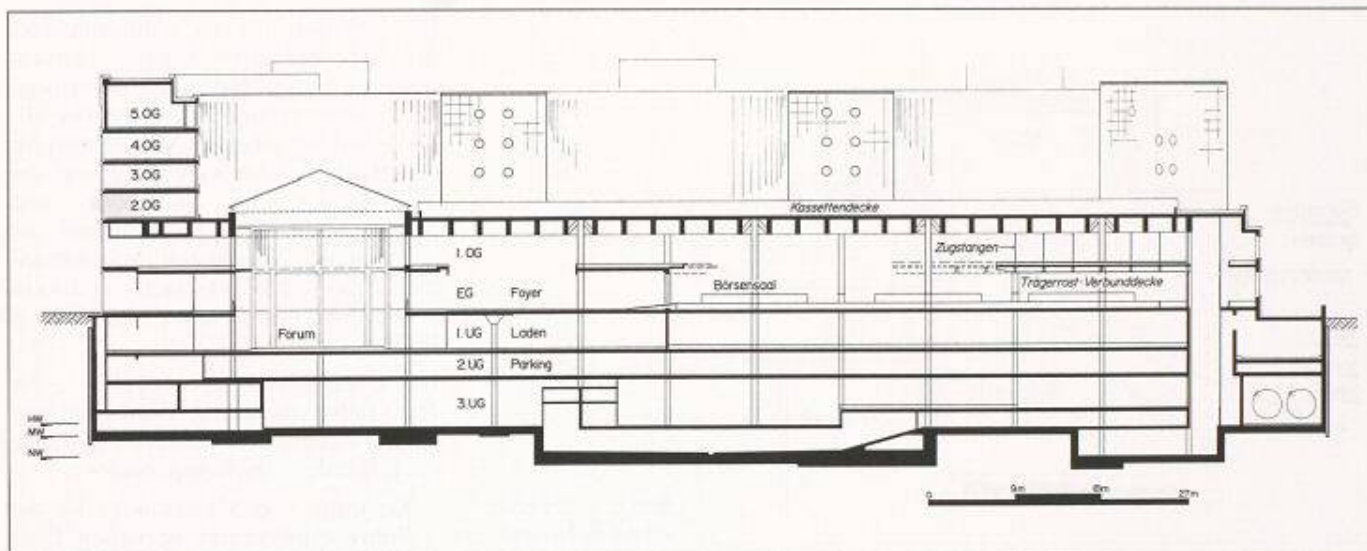 5.OG
4.OG
3.OG
2.OG
Kassettendecke
1.OG
Zugstangen
EG Foyer
Börsensaal
Trägerrost-Verbunddecke
Forum
1.UG Laden
2.UG Parking
3.UG
HW
MW
NW
0 9m 18m 27m